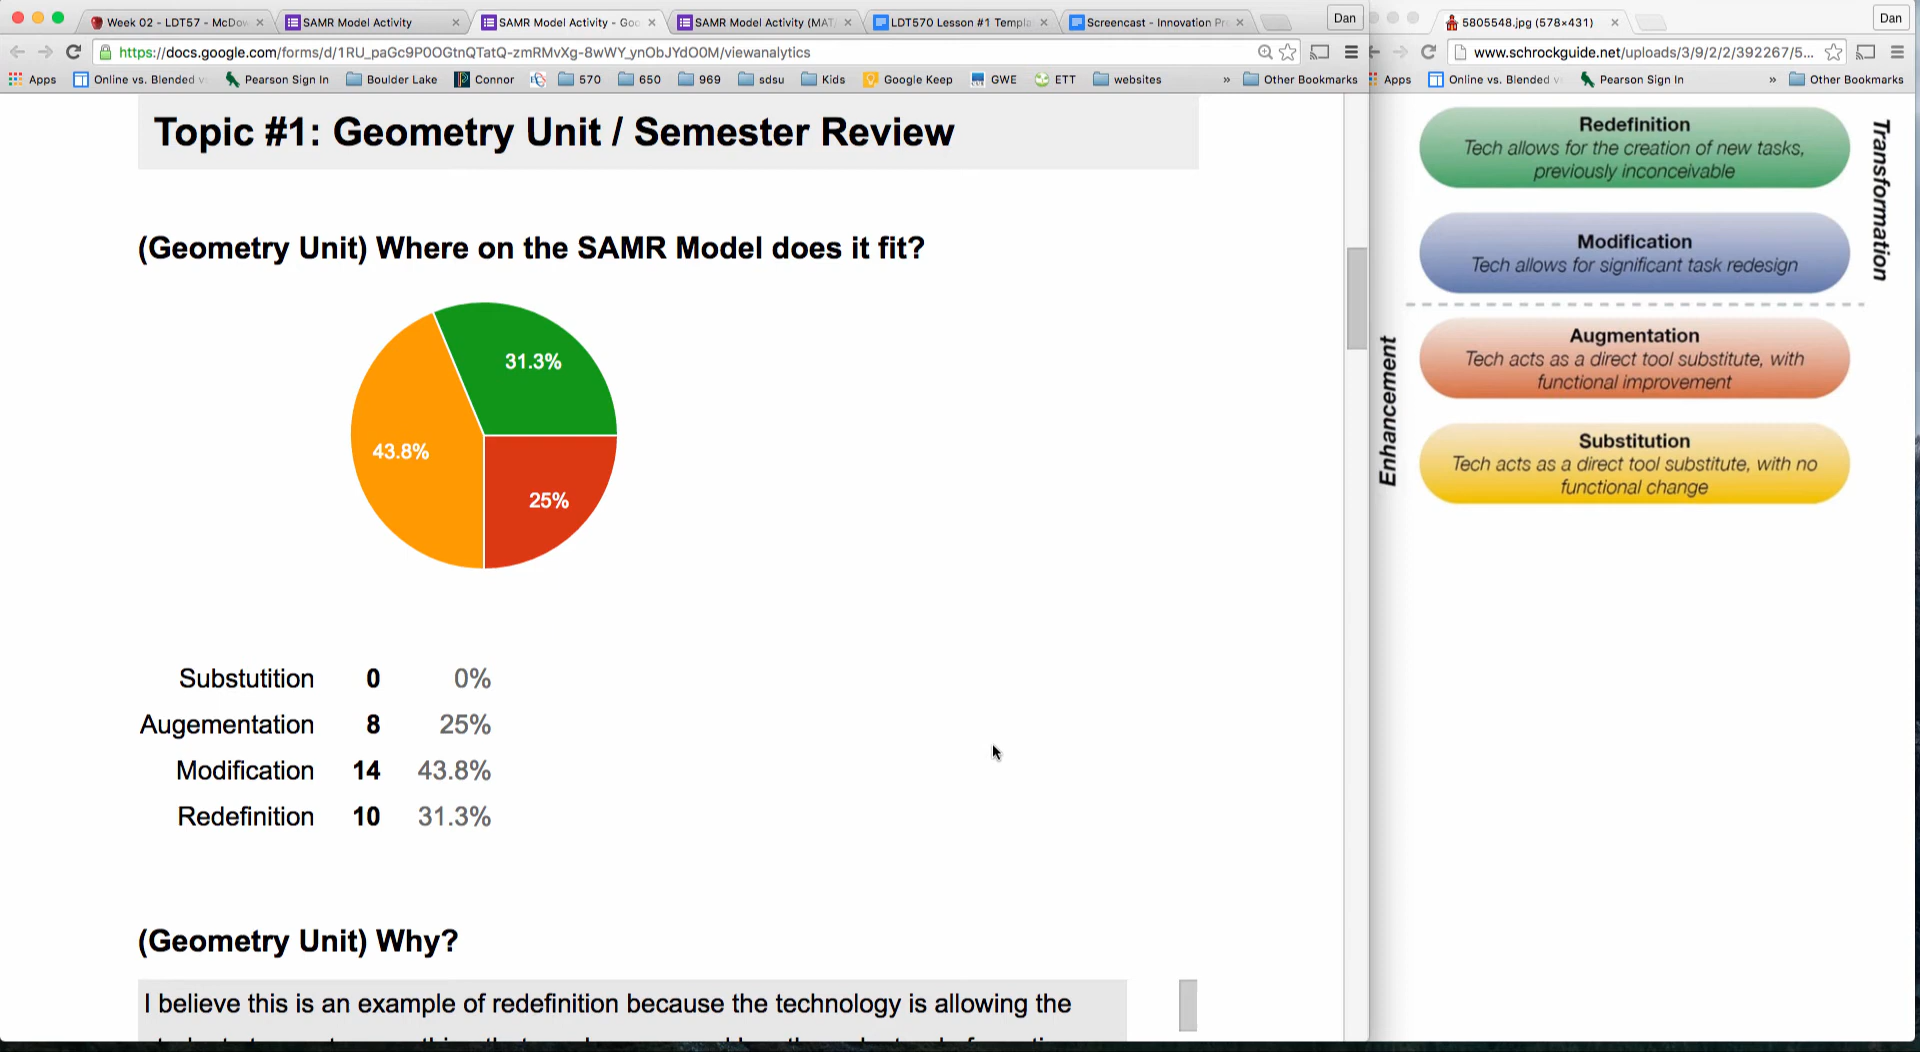 Week 02 - LDT57 - McDow
SAMR Model Activity
SAMR Model Activity - Goo
SAMR Model Activity (MAT/
LDT570 Lesson #1 Templa
Screencast - Innovation Pr
Dan
https://docs.google.com/forms/d/1RU_paGc9P0OGtnQTatQ-zmRMvXg-8wWY_ynObJYdO0M/viewanalytics
Apps
Online vs. Blended v
Pearson Sign In
Boulder Lake
Connor
570
650
969
sdsu
Kids
Google Keep
GWE
ETT
websites
»
Other Bookmarks
Topic #1: Geometry Unit / Semester Review
(Geometry Unit) Where on the SAMR Model does it fit?
31.3%
43.8%
25%
Substutition 0 0%
Augementation 8 25%
Modification 14 43.8%
Redefinition 10 31.3%
(Geometry Unit) Why?
I believe this is an example of redefinition because the technology is allowing the
5805548.jpg (578×431)
Dan
www.schrockguide.net/uploads/3/9/2/2/392267/5...
Apps
Online vs. Blended v
Pearson Sign In
»
Other Bookmarks
Redefinition
Tech allows for the creation of new tasks,
previously inconceivable
Modification
Tech allows for significant task redesign
Transformation
Augmentation
Tech acts as a direct tool substitute, with
functional improvement
Substitution
Tech acts as a direct tool substitute, with no
functional change
Enhancement